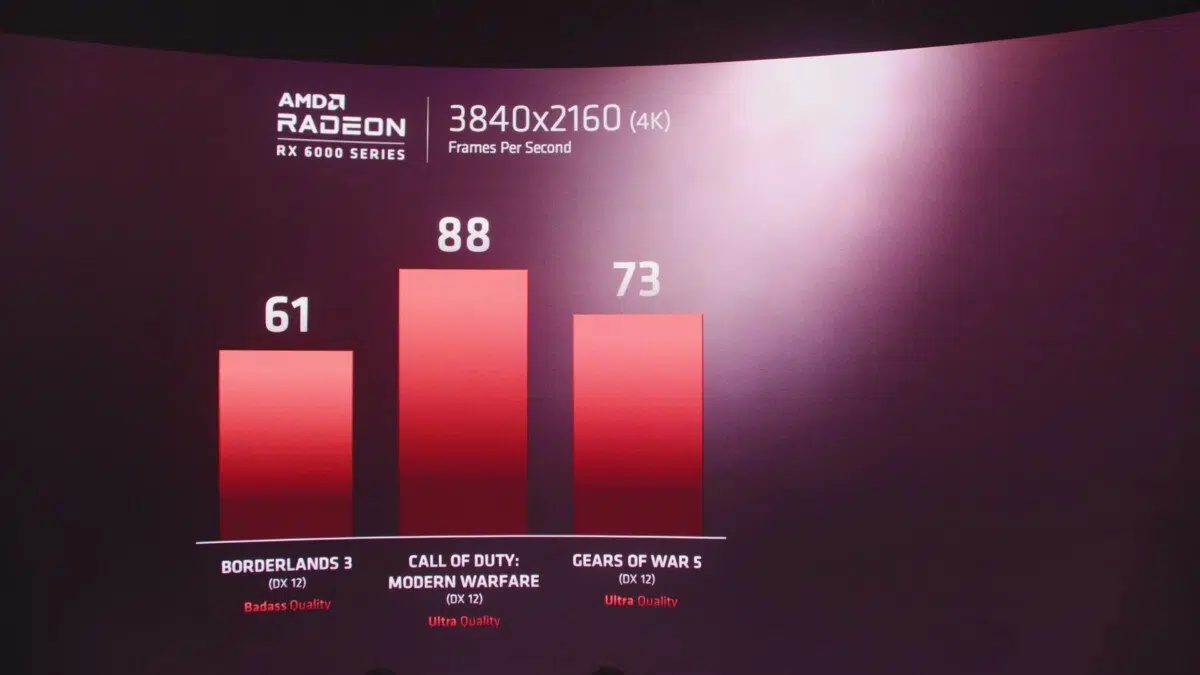 AMD
RADEON
RX 6000 SERIES
3840x2160 (4K)
Frames Per Second
61
88
73
BORDERLANDS 3
(DX 12)
Badass Quality
CALL OF DUTY:
MODERN WARFARE
(DX 12)
Ultra Quality
GEARS OF WAR 5
(DX 12)
Ultra Quality